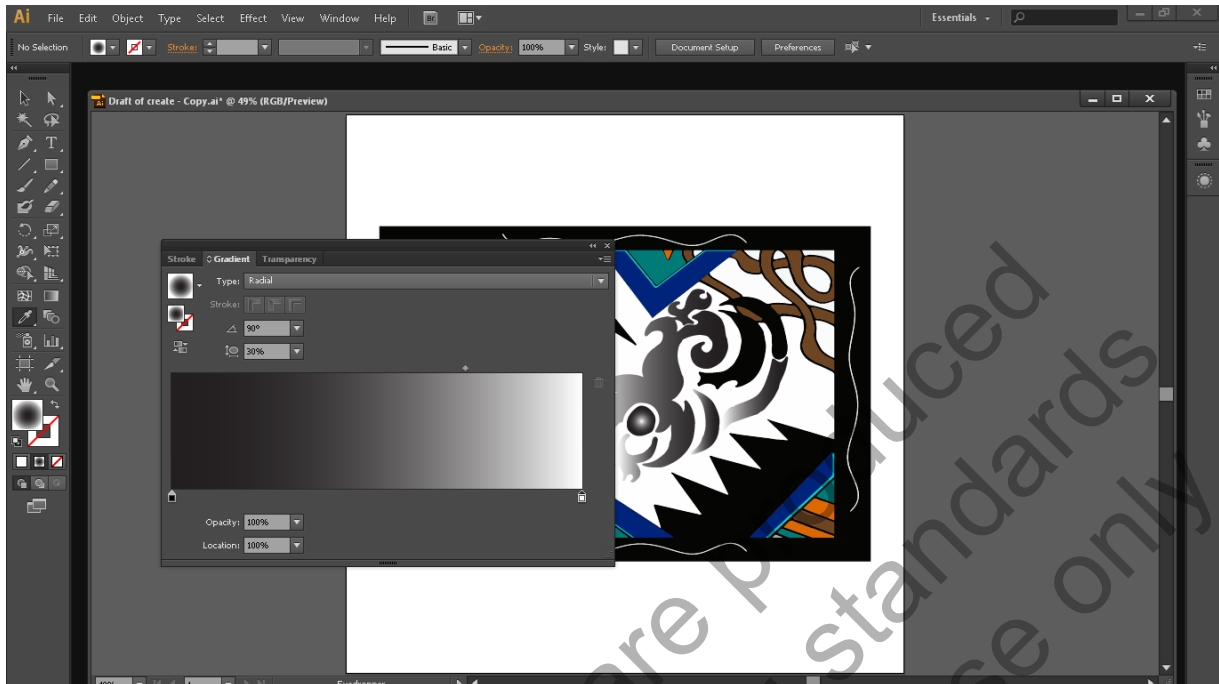 Ai File Edit Object Type Select Effect View Window Help Br Essentials
No Selection Stroke: Basic Opacity: 100% Style: Document Setup Preferences
Draft of create - Copy.ai* @ 49% (RGB/Preview)
Stroke Gradient Transparency
Type: Radial
Stroke:
90°
30%
Opacity: 100%
Location: 100%
are produced
standards
use only